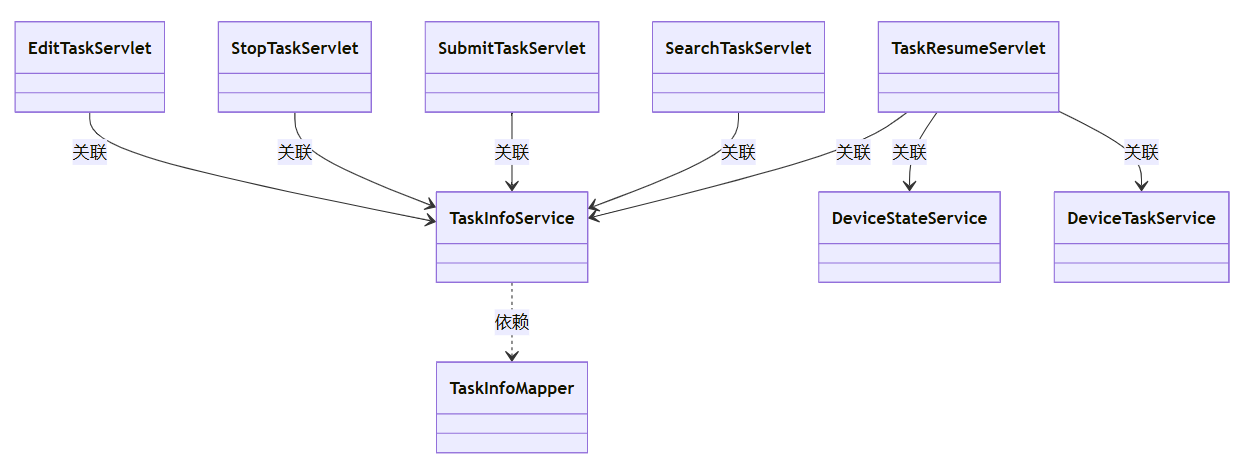 EditTaskServlet
StopTaskServlet
SubmitTaskServlet
SearchTaskServlet
TaskResumeServlet
关联
关联
关联
关联
关联
关联
关联
TaskInfoService
DeviceStateService
DeviceTaskService
依赖
TaskInfoMapper